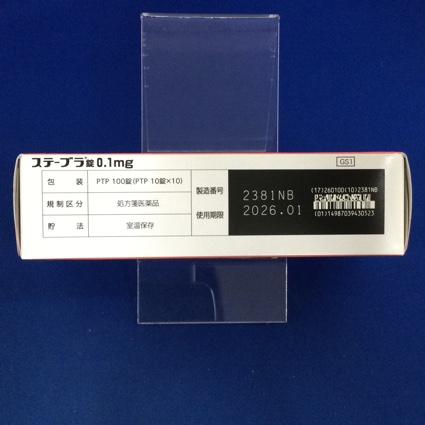 ステーブラ錠0.1mg
GS1
包装 PTP 100錠(PTP 10錠×10)
規制区分 処方箋医薬品
貯法 室温保存
製造番号 2381NB
使用期限 2026.01
(17)260100(10)2381NB
(01)14987039430523